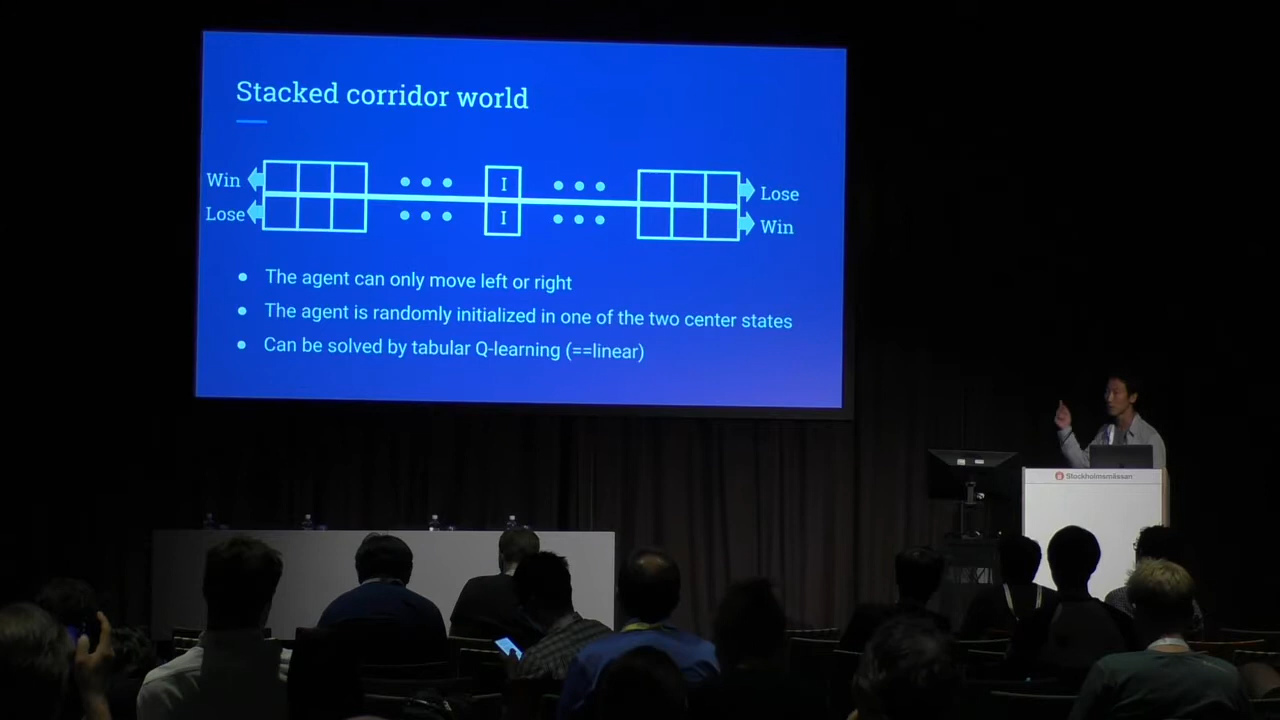 Stacked corridor world
Win
I
Lose
Lose
I
Win
● The agent can only move left or right
● The agent is randomly initialized in one of the two center states
● Can be solved by tabular Q-learning (==linear)
Stockholmsmässan